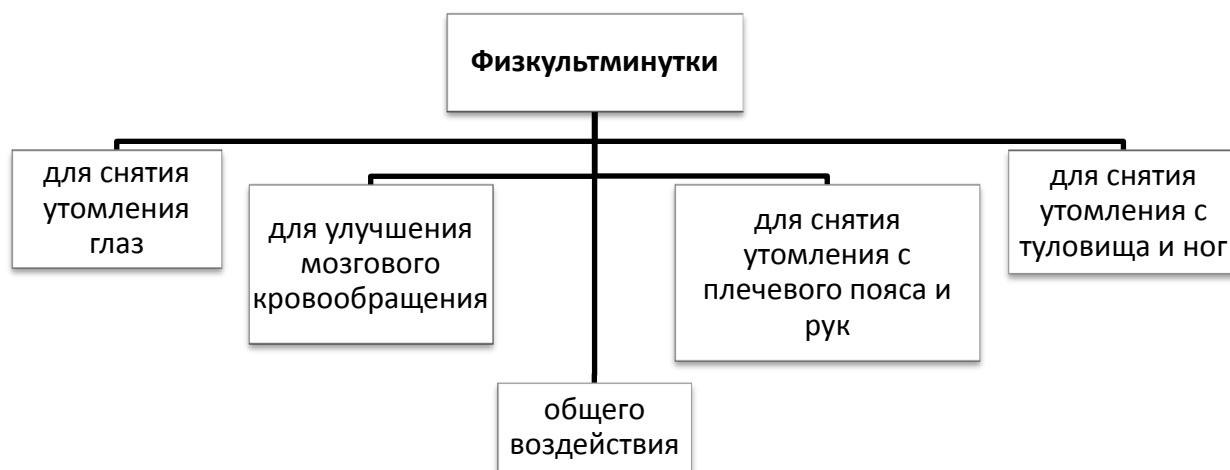 Физкультминутки
для снятия
утомления
глаз
для улучшения
мозгового
кровообращения
для снятия
утомления с
плечевого пояса и
рук
для снятия
утомления с
туловища и ног
общего
воздействия